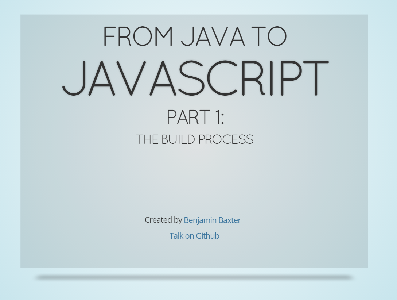 FROM JAVA TO
JAVASCRIPT
PART 1:
THE BUILD PROCESS
Created by Benjamin Baxter
Talk on Github